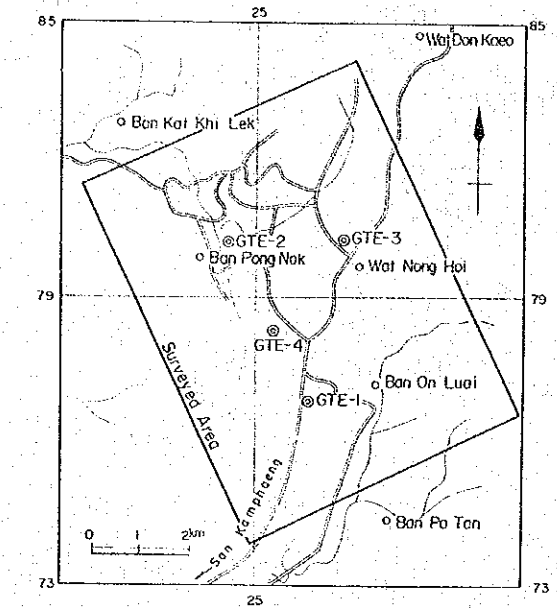 25
85
85
Wat Don Kaeo
Ban Kat Khi Lek
GTE-2
GTE-3
Ban Pong Nok
Wat Nong Hoi
79
79
GTE-4
Surveyed Area
Ban On Luai
GTE-1
San Kamphaeng
Ban Pa Tan
0 1 2km
73
73
25